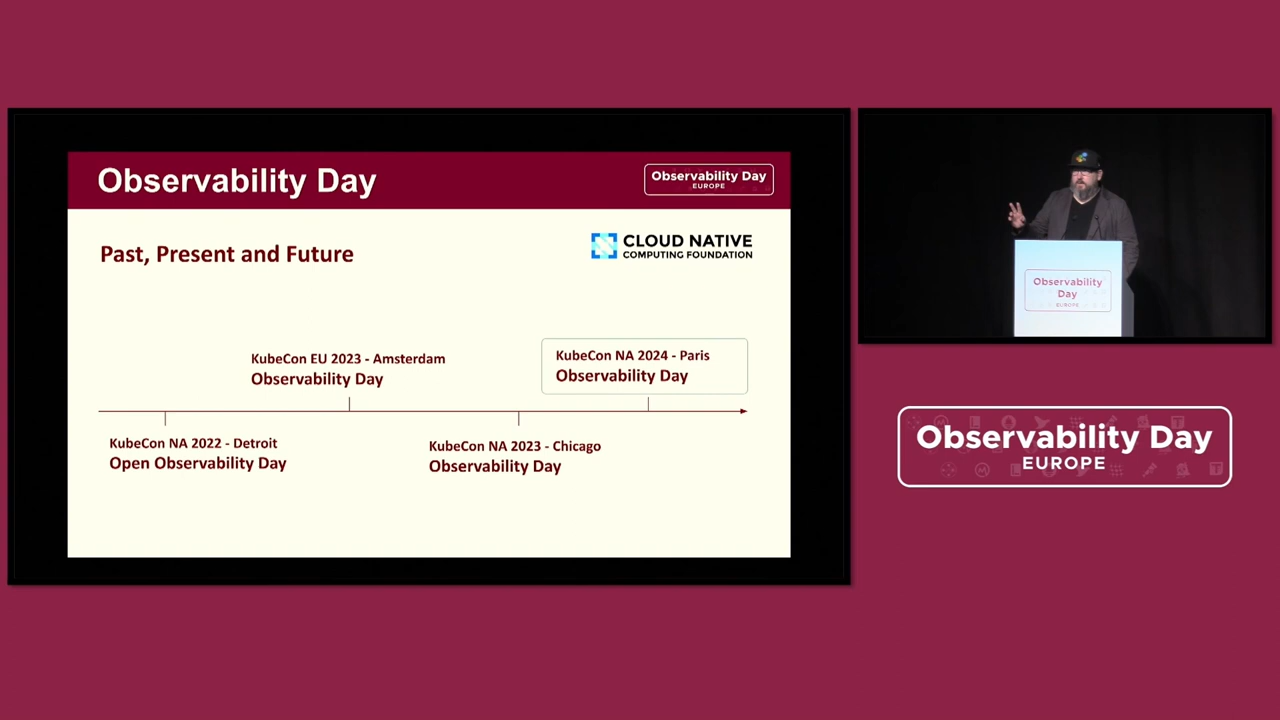 Observability Day
Observability Day
EUROPE
Past, Present and Future
CLOUD NATIVE
COMPUTING FOUNDATION
KubeCon EU 2023 - Amsterdam
Observability Day
KubeCon NA 2024 - Paris
Observability Day
KubeCon NA 2022 - Detroit
Open Observability Day
KubeCon NA 2023 - Chicago
Observability Day
Observability
Day
EUROPE
Observability Day
EUROPE